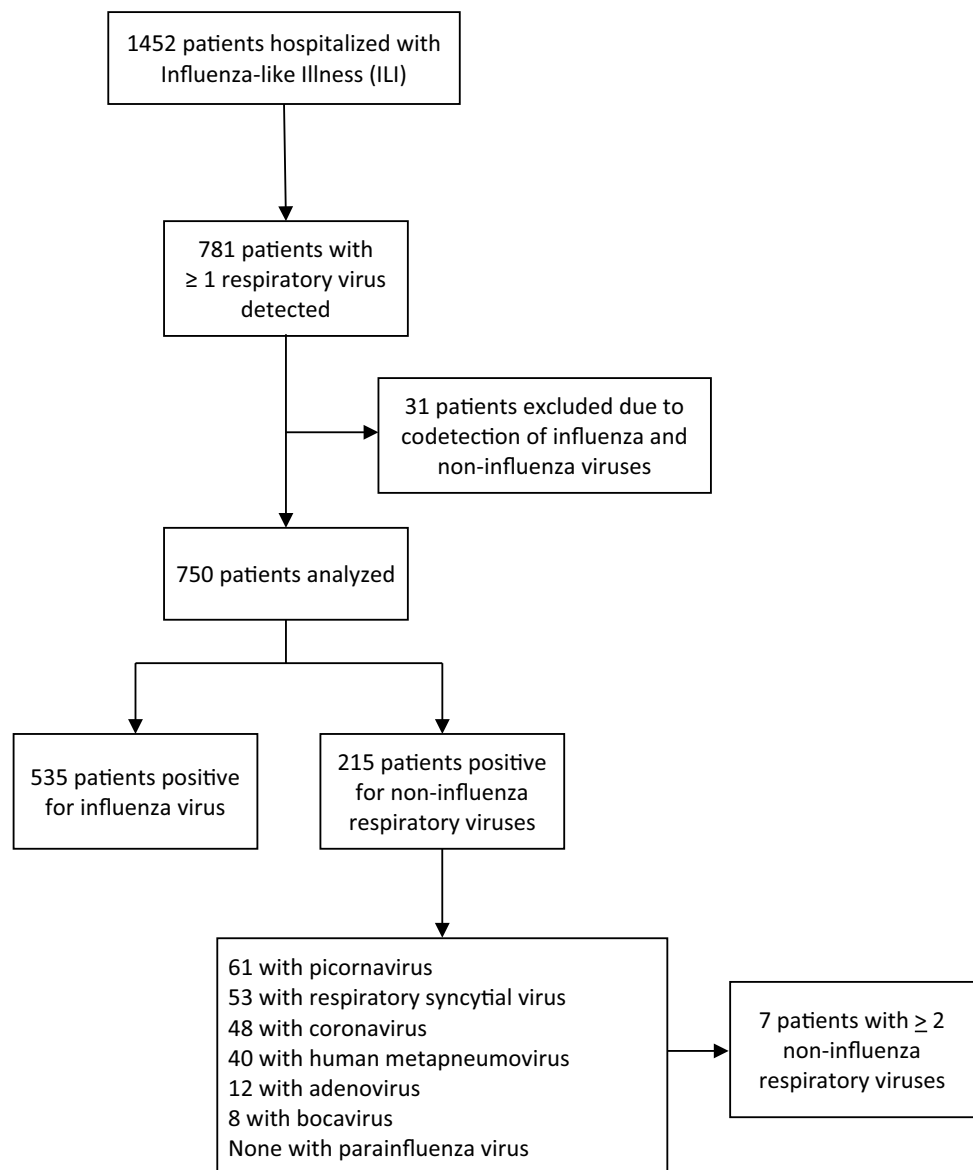 1452 patients hospitalized with
Influenza-like Illness (ILI)
781 patients with
≥ 1 respiratory virus
detected
31 patients excluded due to
codetection of influenza and
non-influenza viruses
750 patients analyzed
535 patients positive
for influenza virus
215 patients positive
for non-influenza
respiratory viruses
61 with picornavirus
53 with respiratory syncytial virus
48 with coronavirus
40 with human metapneumovirus
12 with adenovirus
8 with bocavirus
None with parainfluenza virus
7 patients with ≥ 2
non-influenza
respiratory viruses